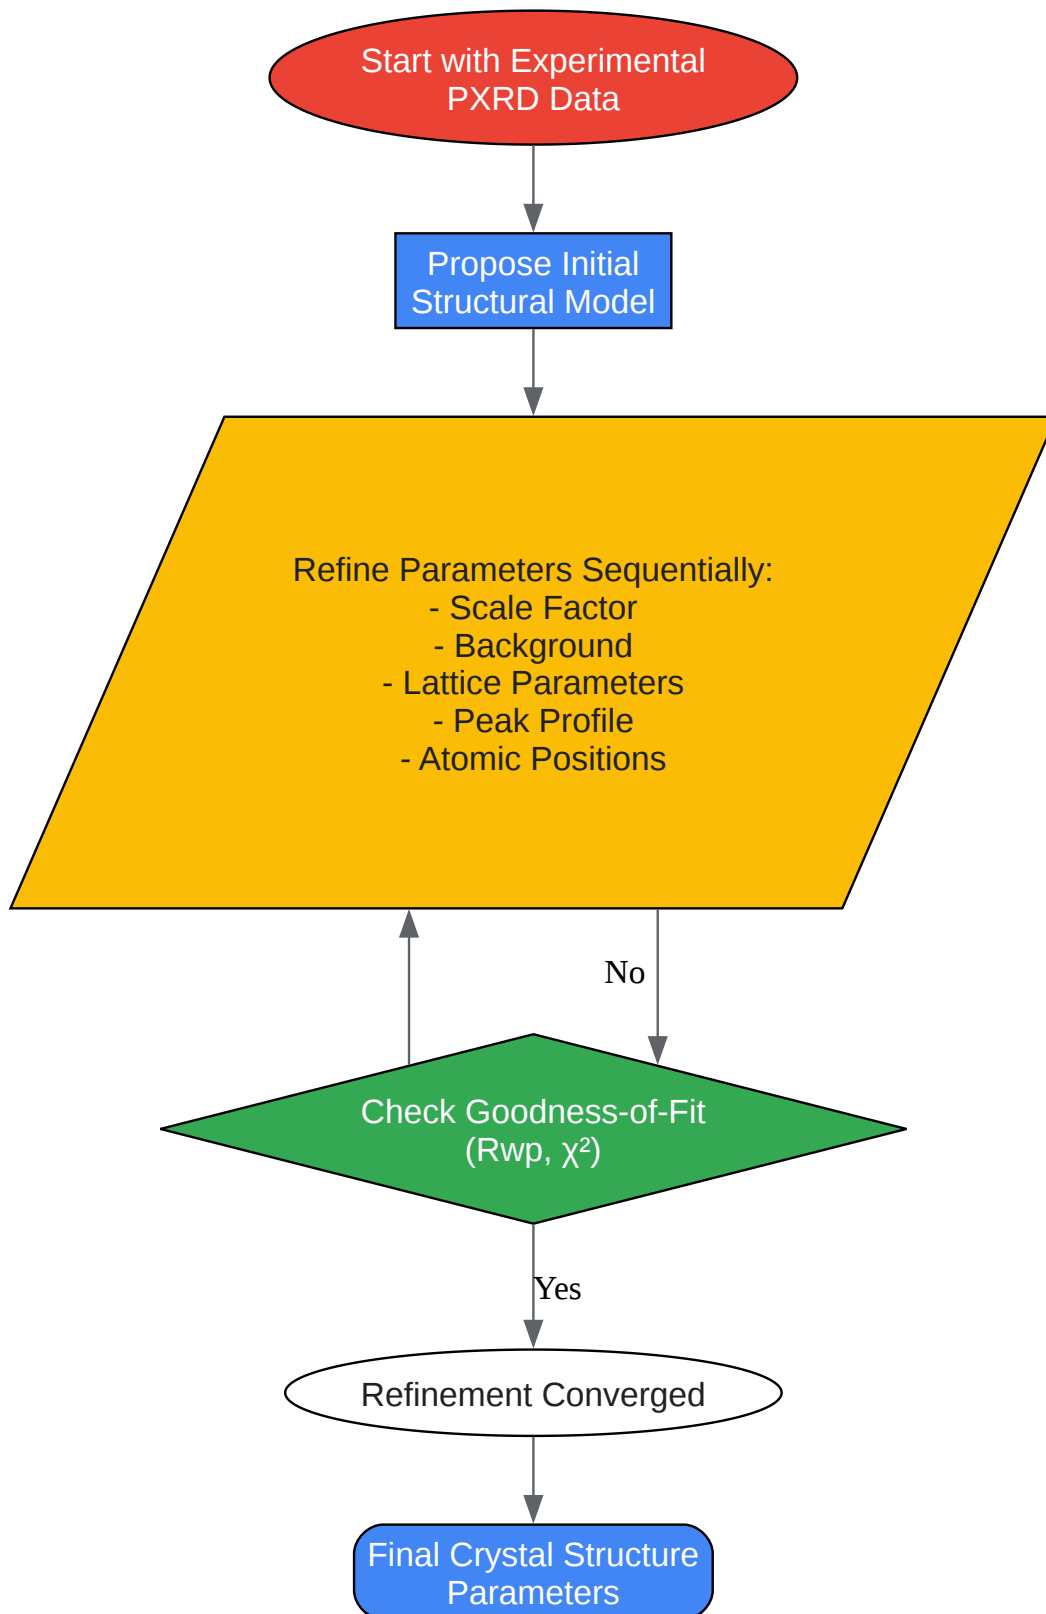 Start with Experimental
PXRD Data
Propose Initial
Structural Model
Refine Parameters Sequentially:
- Scale Factor
- Background
- Lattice Parameters
- Peak Profile
- Atomic Positions
No
Check Goodness-of-Fit
(Rwp, χ²)
Yes
Refinement Converged
Final Crystal Structure
Parameters